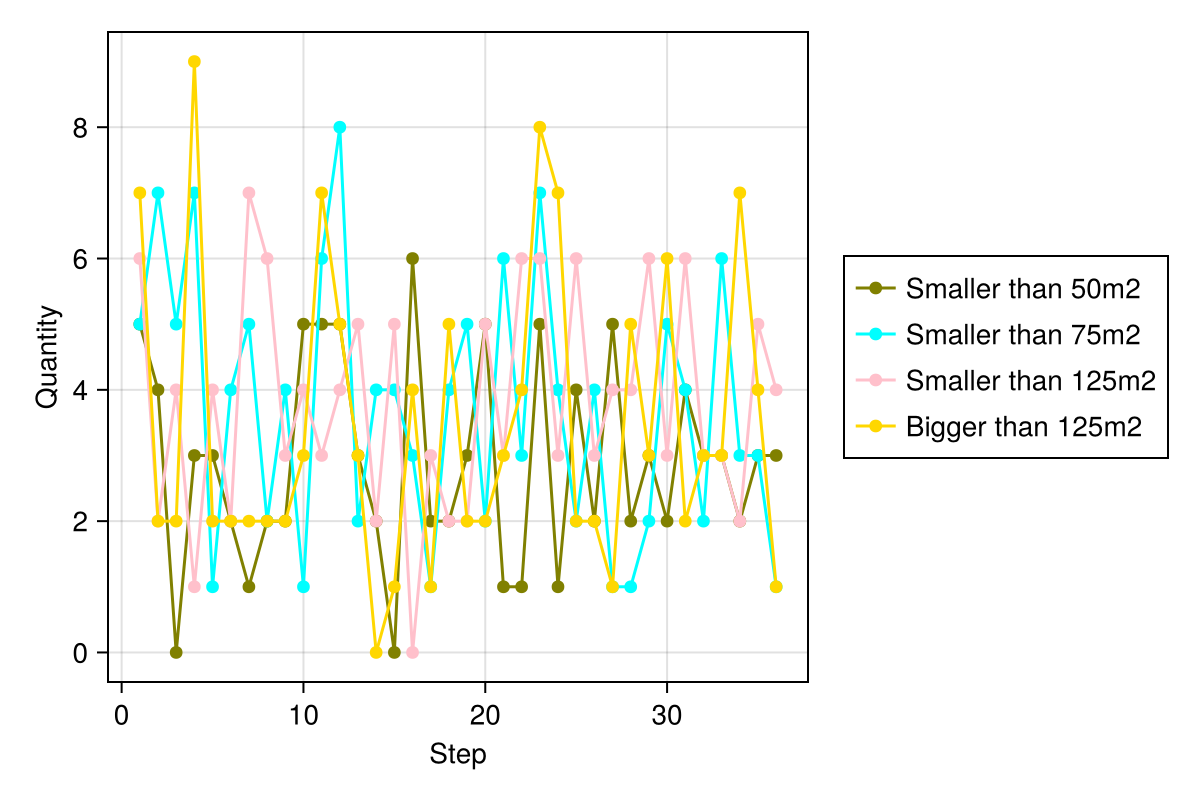 8
6
4
2
0
Quantity
0 10 20 30
Step
Smaller than 50m2
Smaller than 75m2
Smaller than 125m2
Bigger than 125m2